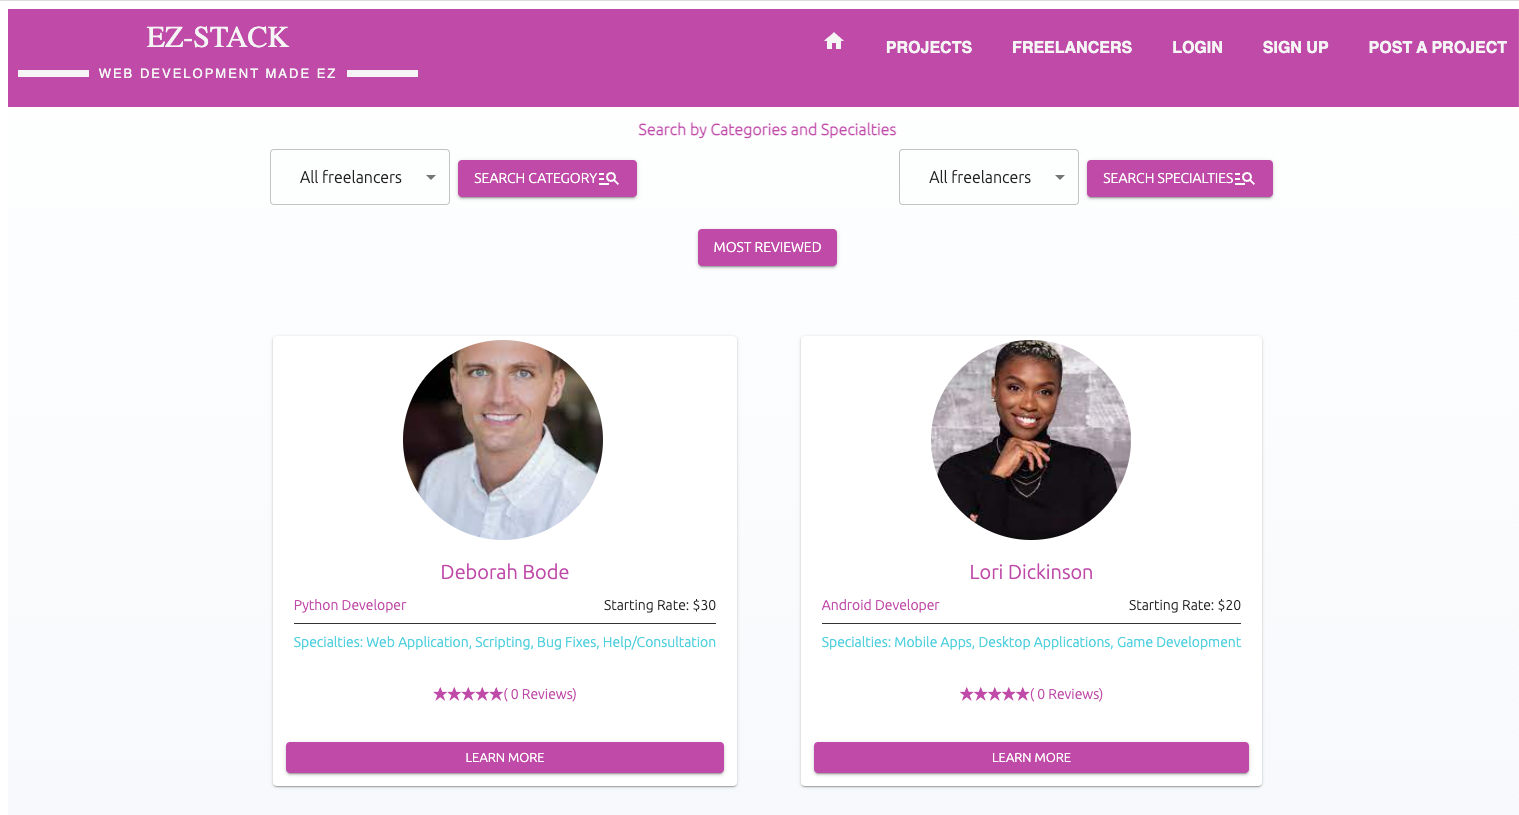 EZ-STACK
WEB DEVELOPMENT MADE EZ
PROJECTS FREELANCERS LOGIN SIGN UP POST A PROJECT
Search by Categories and Specialties
All freelancers SEARCH CATEGORY All freelancers SEARCH SPECIALTIES
MOST REVIEWED
Deborah Bode
Python Developer Starting Rate: $30
Specialties: Web Application, Scripting, Bug Fixes, Help/Consultation
★★★★★( 0 Reviews)
LEARN MORE
Lori Dickinson
Android Developer Starting Rate: $20
Specialties: Mobile Apps, Desktop Applications, Game Development
★★★★★( 0 Reviews)
LEARN MORE